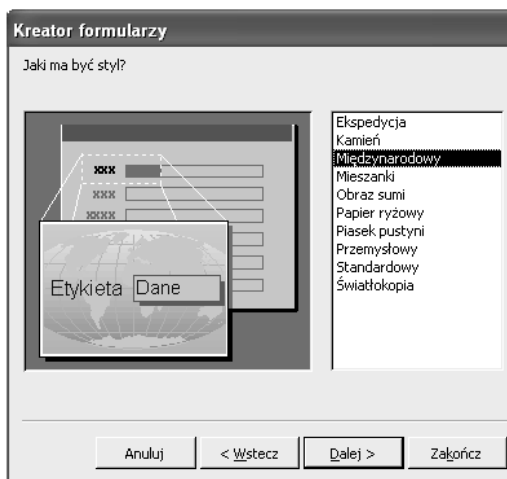 Kreator formularzy
Jaki ma być styl?
xxx
xxx
xxxx
Etykieta Dane
Ekspedycja
Kamień
Międzynarodowy
Mieszanki
Obraz sumi
Papier ryżowy
Piasek pustyni
Przemysłowy
Standardowy
Światłokopia
Anuluj < Wstecz Dalej > Zakończ